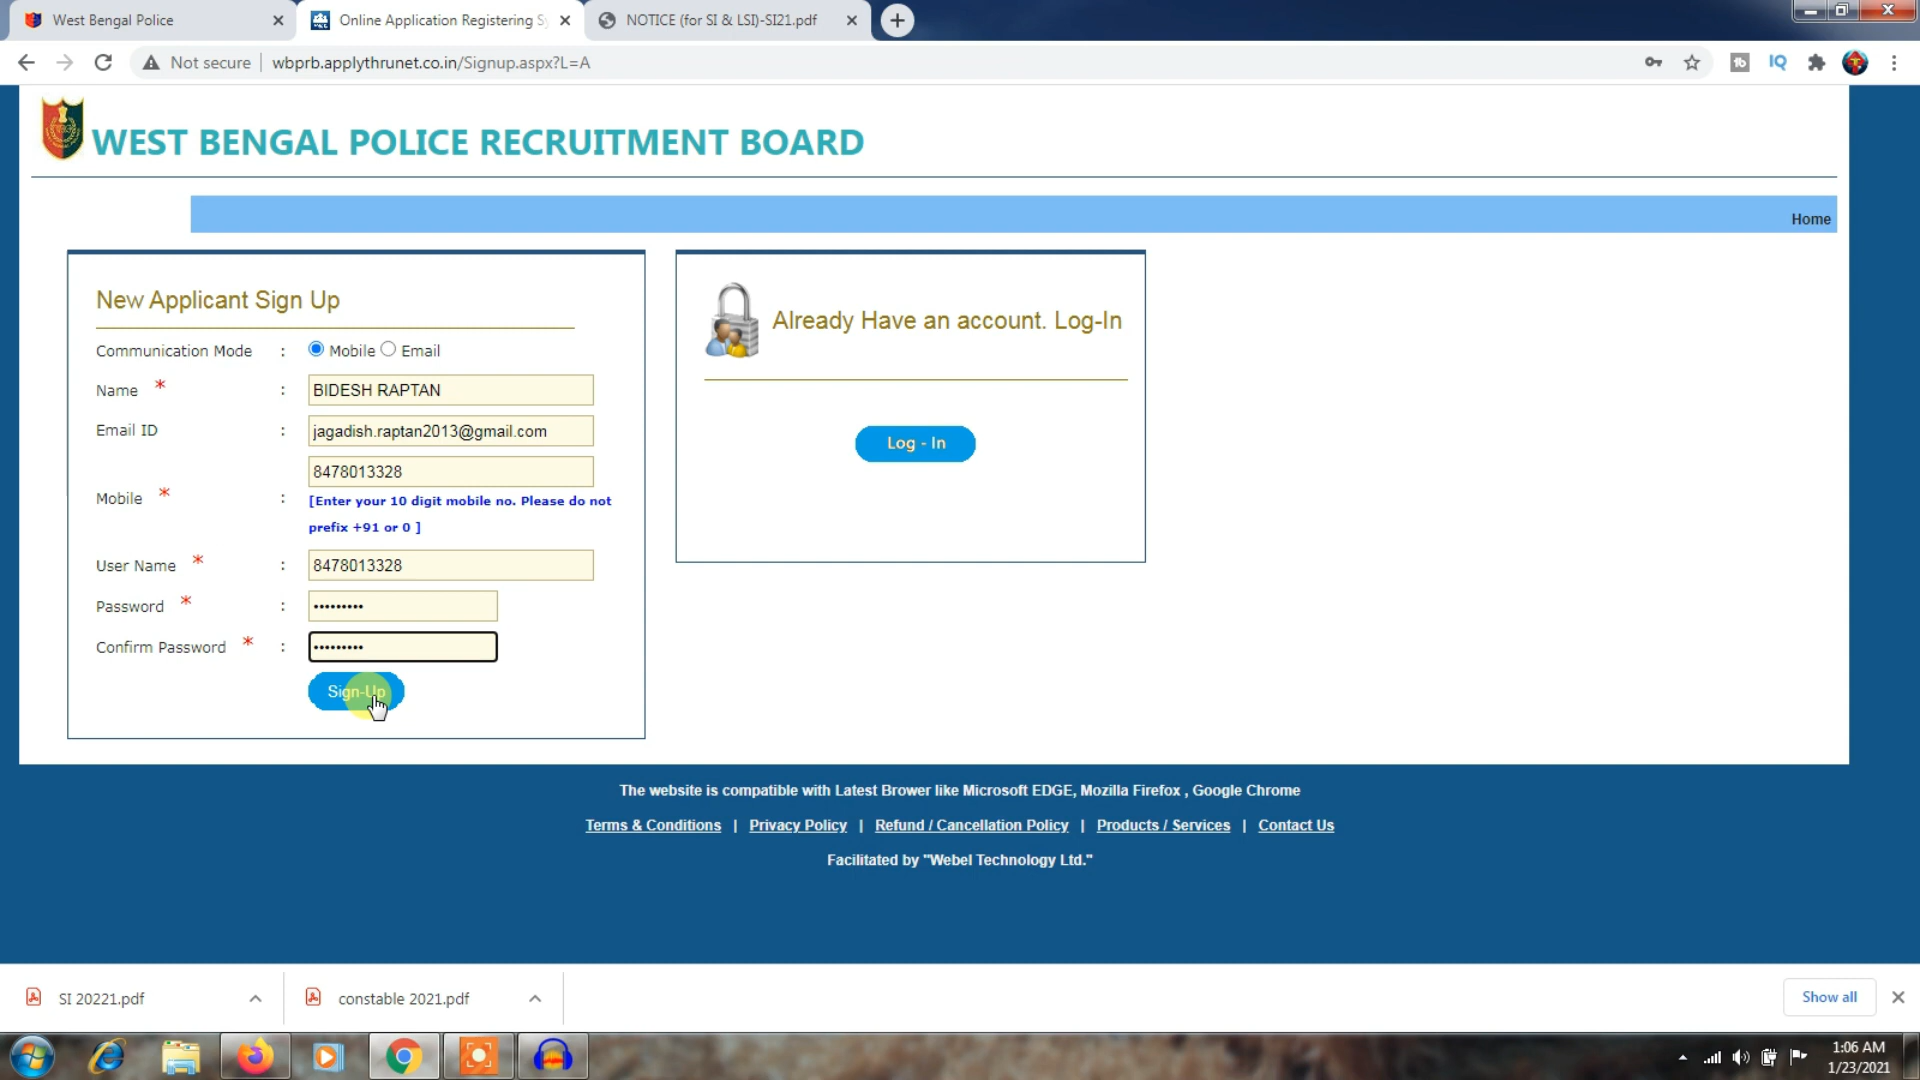 West Bengal Police
Online Application Registering Sy
NOTICE (for SI & LSI)-SI21.pdf
Not secure
wbprb.applythrunet.co.in/Signup.aspx?L=A
IQ
WEST BENGAL POLICE RECRUITMENT BOARD
Home
New Applicant Sign Up
Communication Mode : Mobile Email
Name * : BIDESH RAPTAN
Email ID : jagadish.raptan2013@gmail.com
8478013328
Mobile * : [Enter your 10 digit mobile no. Please do not
prefix +91 or 0 ]
User Name * : 8478013328
Password * : •••••••••
Confirm Password * : •••••••••
Sign-Up
Already Have an account. Log-In
Log - In
The website is compatible with Latest Brower like Microsoft EDGE, Mozilla Firefox , Google Chrome
Terms & Conditions | Privacy Policy | Refund / Cancellation Policy | Products / Services | Contact Us
Facilitated by "Webel Technology Ltd."
SI 20221.pdf
constable 2021.pdf
Show all
1:06 AM
1/23/2021